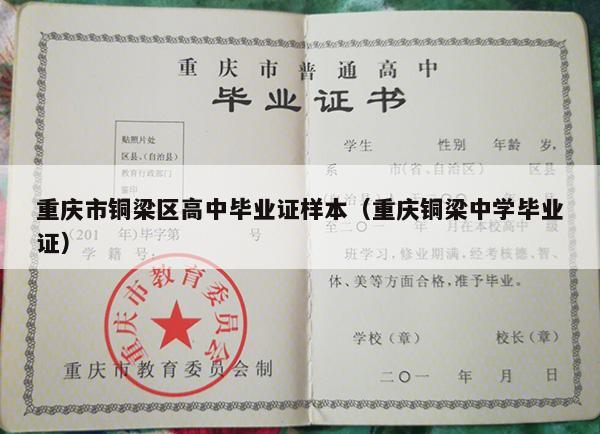 重庆市普通高中
毕业证书
贴照片处
区县(自治县)
教育行政部门
钢印
重庆市铜梁区高中毕业证样本（重庆铜梁中学毕业
证）
(201 年)毕字第 号
学籍号:
重庆市教育委员会
重庆市教育委员会制
学生 性别 年龄 岁,
系 市(省、自治区) 区县
至二〇一 年 月在本校高中 级
班学习,修业期满,经考核德、智、
体、美等方面合格,准予毕业。
学校(章) 校长(章)
二〇一 年 月 日